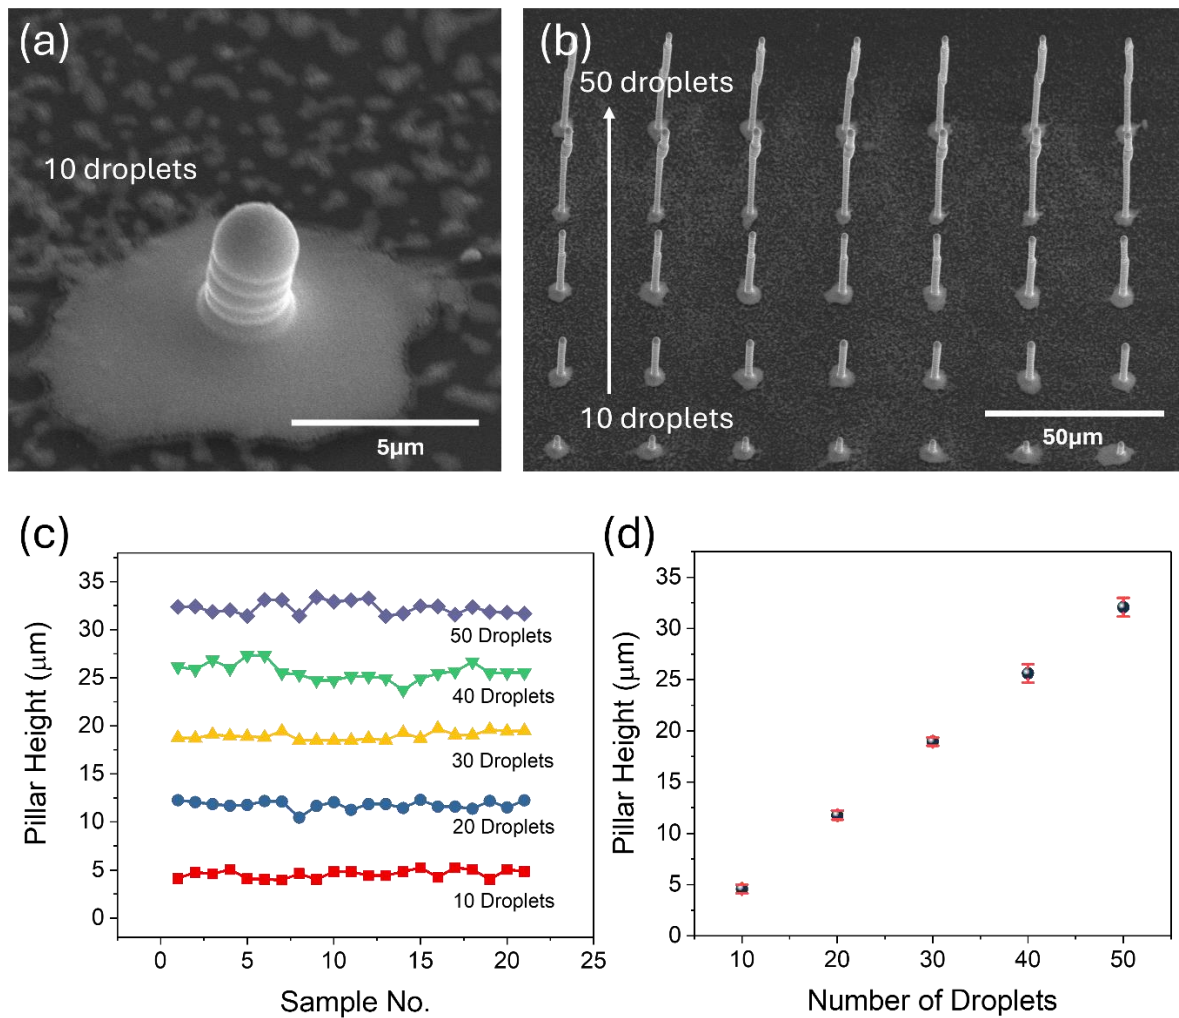 (a)
10 droplets
5μm
(b)
50 droplets
10 droplets
50μm
(c)
Pillar Height (μm)
35
30
25
20
15
10
5
0
50 Droplets
40 Droplets
30 Droplets
20 Droplets
10 Droplets
0 5 10 15 20 25
Sample No.
(d)
Pillar Height (μm)
35
30
25
20
15
10
5
0
10 20 30 40 50
Number of Droplets